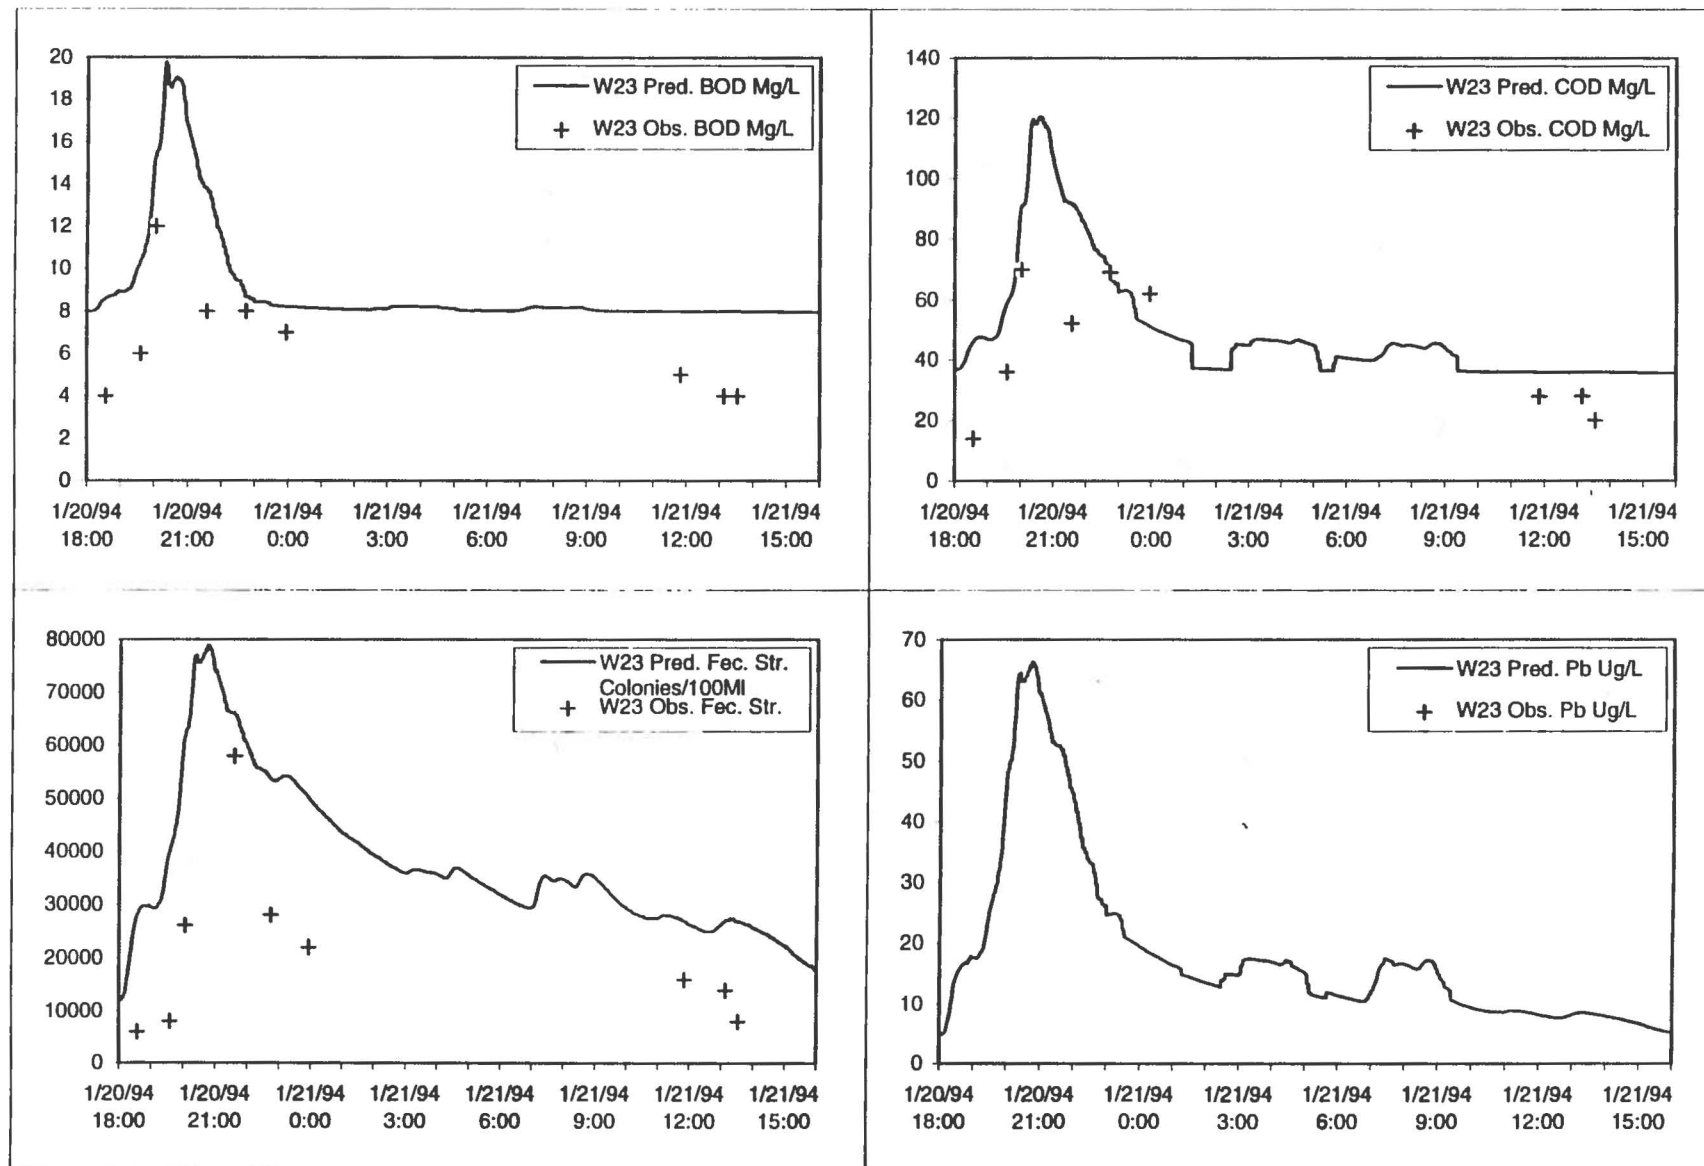 20
18
16
14
12
10
8
6
4
2
0
W23 Pred. BOD Mg/L
+ W23 Obs. BOD Mg/L
1/20/94 1/20/94 1/21/94 1/21/94 1/21/94 1/21/94 1/21/94 1/21/94
18:00 21:00 0:00 3:00 6:00 9:00 12:00 15:00
140
120
100
80
60
40
20
0
W23 Pred. COD Mg/L
+ W23 Obs. COD Mg/L
1/20/94 1/20/94 1/21/94 1/21/94 1/21/94 1/21/94 1/21/94 1/21/94
18:00 21:00 0:00 3:00 6:00 9:00 12:00 15:00
80000
70000
60000
50000
40000
30000
20000
10000
0
W23 Pred. Fec. Str.
Colonies/100Ml
+ W23 Obs. Fec. Str.
1/20/94 1/20/94 1/21/94 1/21/94 1/21/94 1/21/94 1/21/94 1/21/94
18:00 21:00 0:00 3:00 6:00 9:00 12:00 15:00
70
60
50
40
30
20
10
0
W23 Pred. Pb Ug/L
+ W23 Obs. Pb Ug/L
1/20/94 1/20/94 1/21/94 1/21/94 1/21/94 1/21/94 1/21/94 1/21/94
18:00 21:00 0:00 3:00 6:00 9:00 12:00 15:00